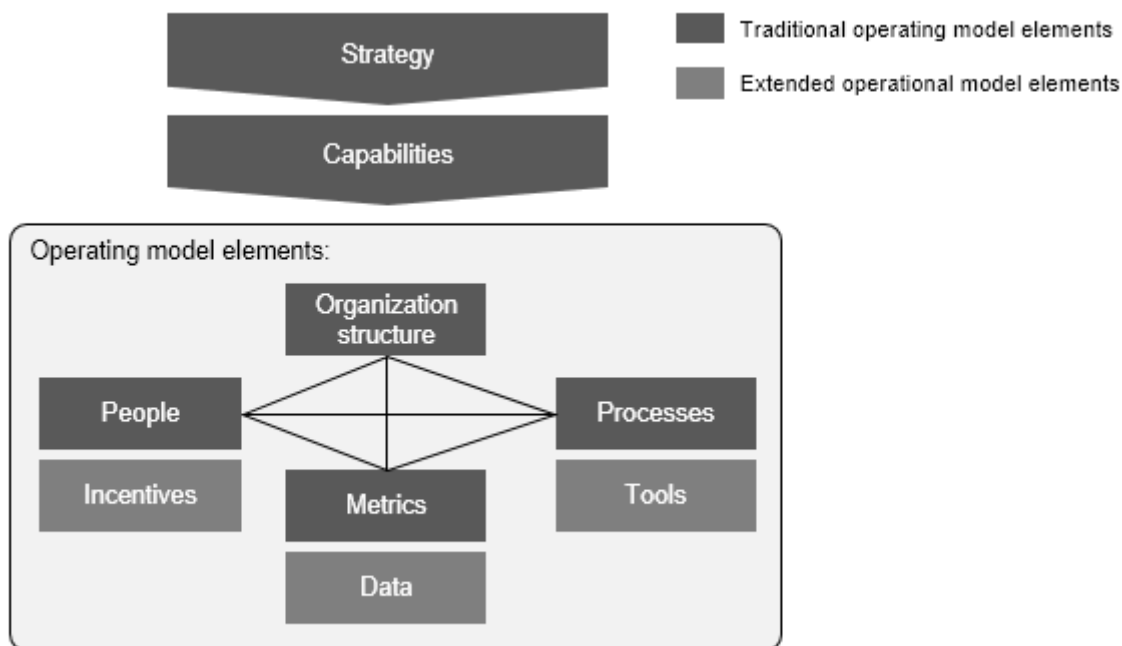 Strategy
Traditional operating model elements
Extended operational model elements
Capabilities
Operating model elements:
Organization
structure
People
Processes
Incentives
Metrics
Tools
Data